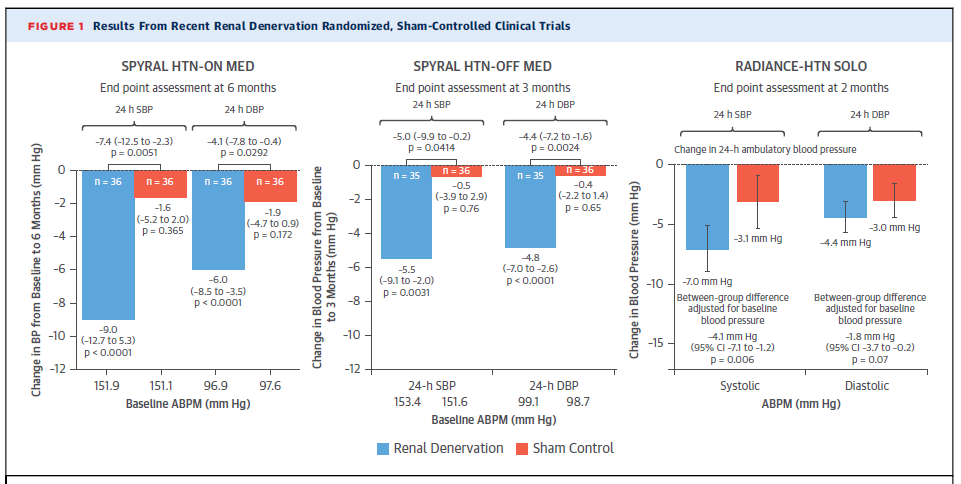 FIGURE 1 Results From Recent Renal Denervation Randomized, Sham-Controlled Clinical Trials
SPYRAL HTN-ON MED
End point assessment at 6 months
24 h SBP
24 h DBP
-7.4 (-12.5 to -2.3)
p = 0.0051
-4.1 (-7.8 to -0.4)
p = 0.0292
Change in BP from Baseline to 6 Months (mm Hg)
0
-2
-4
-6
-8
-10
-12
n = 36
n = 36
n = 36
n = 36
-1.6
(-5.2 to 2.0)
p = 0.365
-1.9
(-4.7 to 0.9)
p = 0.172
-6.0
(-8.5 to -3.5)
p < 0.0001
-9.0
(-12.7 to 5.3)
p < 0.0001
151.9 151.1 96.9 97.6
Baseline ABPM (mm Hg)
SPYRAL HTN-OFF MED
End point assessment at 3 months
24 h SBP
24 h DBP
-5.0 (-9.9 to -0.2)
p = 0.0414
-4.4 (-7.2 to -1.6)
p = 0.0024
Change in Blood Pressure from Baseline
to 3 Months (mm Hg)
0
-2
-4
-6
-8
-10
-12
n = 35
n = 36
n = 35
n = 36
-0.5
(-3.9 to 2.9)
p = 0.76
-0.4
(-2.2 to 1.4)
p = 0.65
-5.5
(-9.1 to -2.0)
p = 0.0031
-4.8
(-7.0 to -2.6)
p < 0.0001
24-h SBP 24-h DBP
153.4 151.6 99.1 98.7
Baseline ABPM (mm Hg)
RADIANCE-HTN SOLO
End point assessment at 2 months
24 h SBP
24 h DBP
Change in 24-h ambulatory blood pressure
Change in Blood Pressure (mm Hg)
0
-5
-10
-15
-3.1 mm Hg
-7.0 mm Hg
-3.0 mm Hg
-4.4 mm Hg
Between-group difference
adjusted for baseline
blood pressure
-4.1 mm Hg
(95% CI -7.1 to -1.2)
p = 0.006
Between-group difference
adjusted for baseline
blood pressure
-1.8 mm Hg
(95% CI -3.7 to -0.2)
p = 0.07
Systolic Diastolic
ABPM (mm Hg)
Renal Denervation Sham Control